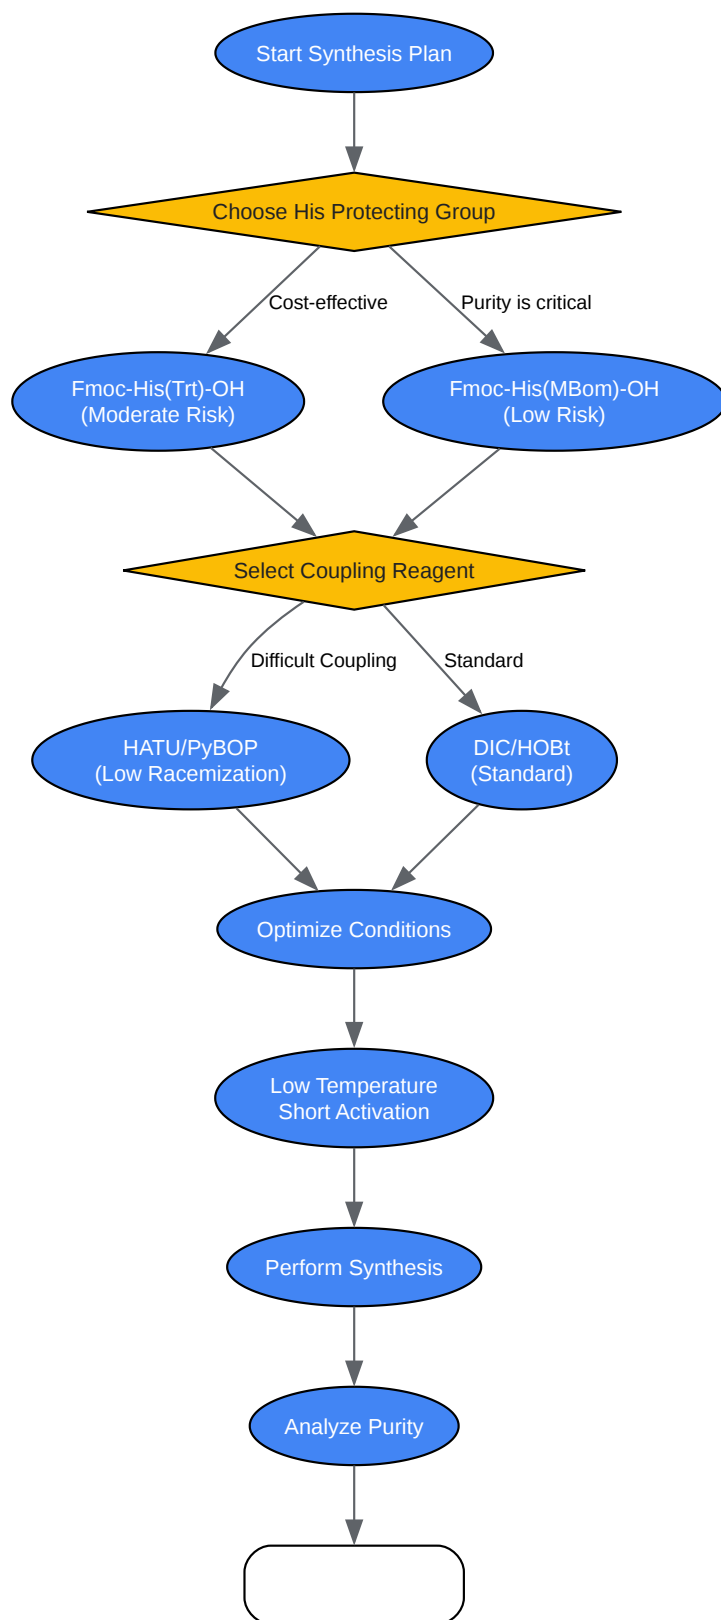 Start Synthesis Plan
Choose His Protecting Group
Cost-effective
Purity is critical
Fmoc-His(Trt)-OH
(Moderate Risk)
Fmoc-His(MBom)-OH
(Low Risk)
Select Coupling Reagent
Difficult Coupling
Standard
HATU/PyBOP
(Low Racemization)
DIC/HOBt
(Standard)
Optimize Conditions
Low Temperature
Short Activation
Perform Synthesis
Analyze Purity